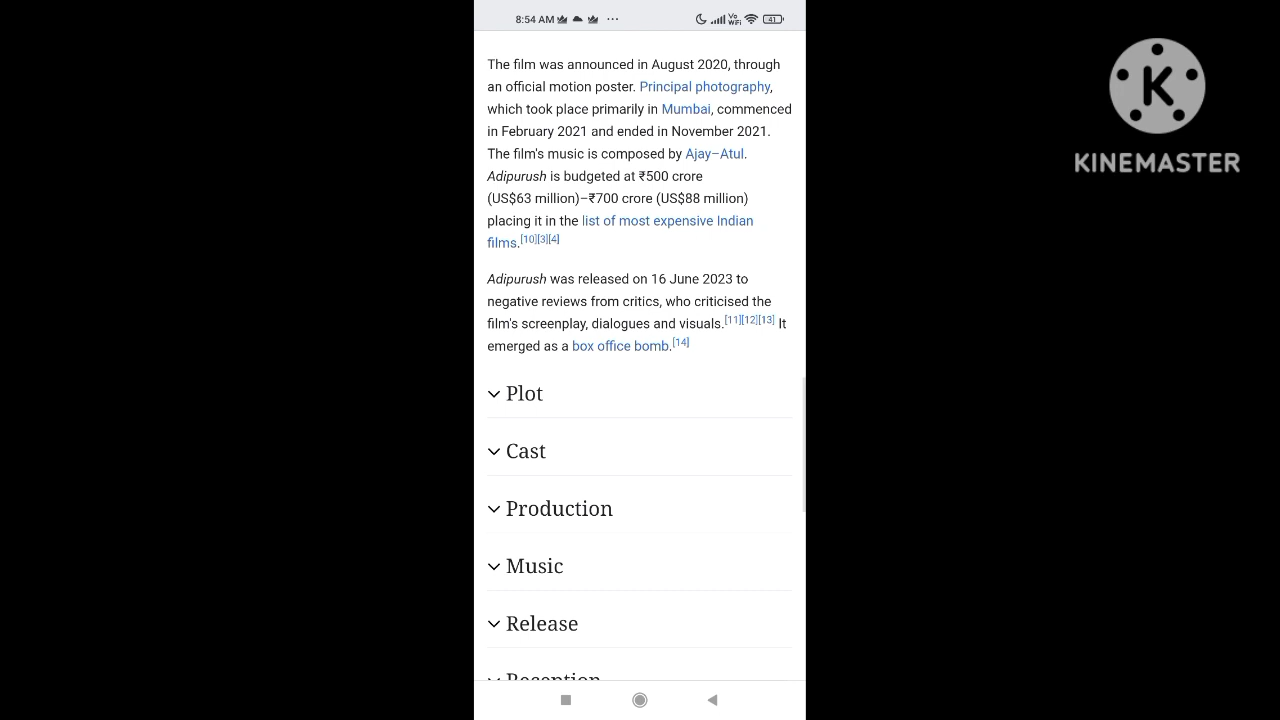 8:54 AM
Vo
WiFi
41
The film was announced in August 2020, through
an official motion poster. Principal photography,
which took place primarily in Mumbai, commenced
in February 2021 and ended in November 2021.
The film's music is composed by Ajay–Atul.
Adipurush is budgeted at ₹500 crore
(US$63 million)–₹700 crore (US$88 million)
placing it in the list of most expensive Indian
films.[10][3][4]
Adipurush was released on 16 June 2023 to
negative reviews from critics, who criticised the
film's screenplay, dialogues and visuals.[11][12][13] It
emerged as a box office bomb.[14]
Plot
Cast
Production
Music
Release
Reception
K
KINEMASTER